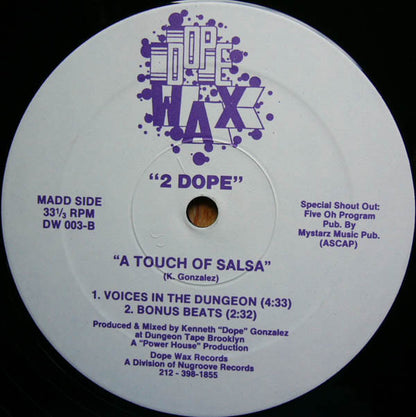 DOPE
WAX
"2 DOPE"
MADD SIDE
33⅓ RPM
DW 003-B
Special Shout Out:
Five Oh Program
Pub. By
Mystarz Music Pub.
(ASCAP)
"A TOUCH OF SALSA"
(K. Gonzalez)
1. VOICES IN THE DUNGEON (4:33)
2. BONUS BEATS (2:32)
Produced & Mixed by Kenneth "Dope" Gonzalez
at Dungeon Tape Brooklyn
A "Power House" Production
Dope Wax Records
A Division of Nugroove Records
212 - 398-1855